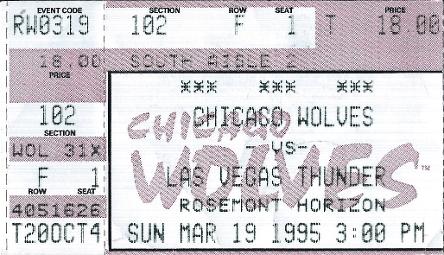 EVENT CODE SECTION ROW SEAT PRICE
RW0319 102 F 1 T 18.00
18.00 SOUTH AISLE 2
PRICE
*** *** ***
102 CHICAGO WOLVES
SECTION
CHICAGO
WOL 31X -VS-
WOLVES™
F 1 LAS VEGAS THUNDER
ROW SEAT
4051626 ROSEMONT HORIZON
T20OCT4 SUN MAR 19 1995 3:00 PM